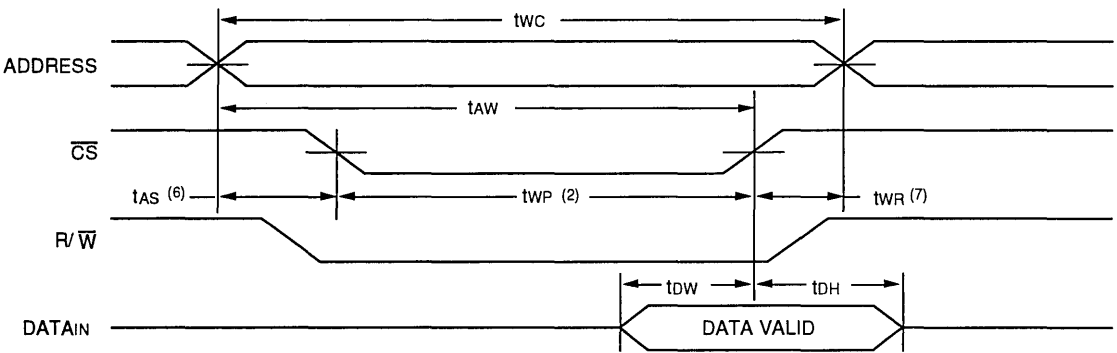 tWC
ADDRESS
tAW
CS
tAS (6)
tWP (2)
tWR (7)
R/ W
tDW
tDH
DATAIN
DATA VALID